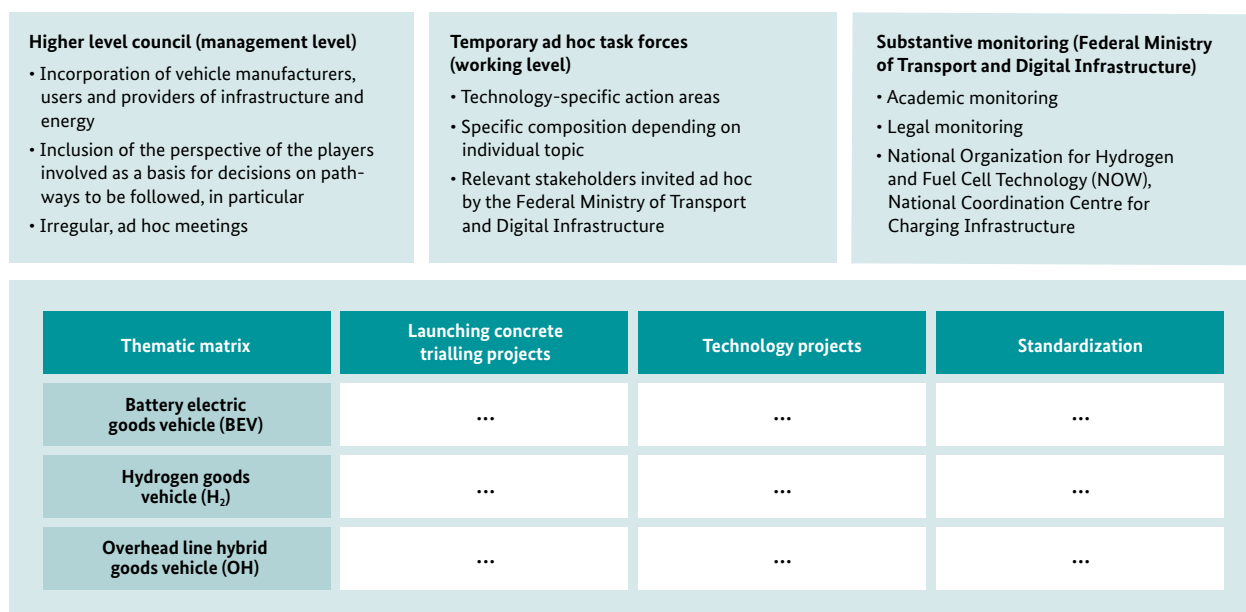 Higher level council (management level)
• Incorporation of vehicle manufacturers,
users and providers of infrastructure and
energy
• Inclusion of the perspective of the players
involved as a basis for decisions on path-
ways to be followed, in particular
• Irregular, ad hoc meetings
Temporary ad hoc task forces
(working level)
• Technology-specific action areas
• Specific composition depending on
individual topic
• Relevant stakeholders invited ad hoc
by the Federal Ministry of Transport
and Digital Infrastructure
Substantive monitoring (Federal Ministry
of Transport and Digital Infrastructure)
• Academic monitoring
• Legal monitoring
• National Organization for Hydrogen
and Fuel Cell Technology (NOW),
National Coordination Centre for
Charging Infrastructure
Thematic matrix
Launching concrete
trialling projects
Technology projects
Standardization
Battery electric
goods vehicle (BEV)
...
...
...
Hydrogen goods
vehicle (H₂)
...
...
...
Overhead line hybrid
goods vehicle (OH)
...
...
...